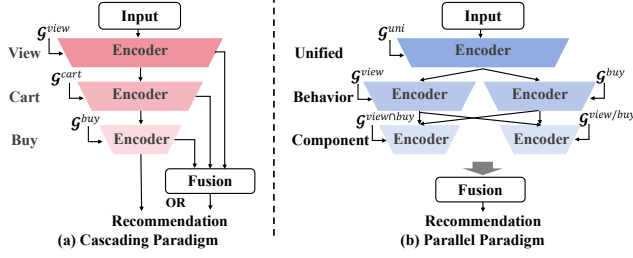 Input
𝓖^view
View
Encoder
𝓖^cart
Cart
Encoder
𝓖^buy
Buy
Encoder
Fusion
OR
Recommendation
(a) Cascading Paradigm
Input
𝓖^uni
Unified
Encoder
𝓖^view
𝓖^buy
Behavior
Encoder
Encoder
𝓖^view∩buy
𝓖^view/buy
Component
Encoder
Encoder
Fusion
Recommendation
(b) Parallel Paradigm